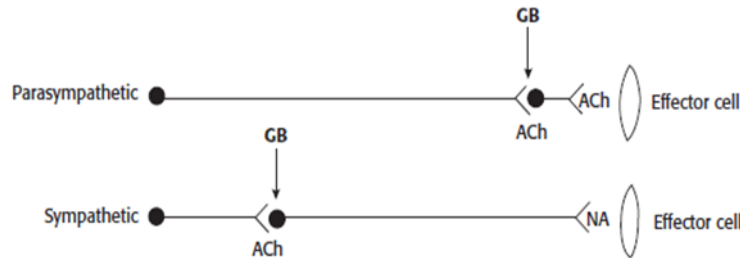 GB
Parasympathetic
ACh
Effector cell
ACh
GB
Sympathetic
NA
Effector cell
ACh